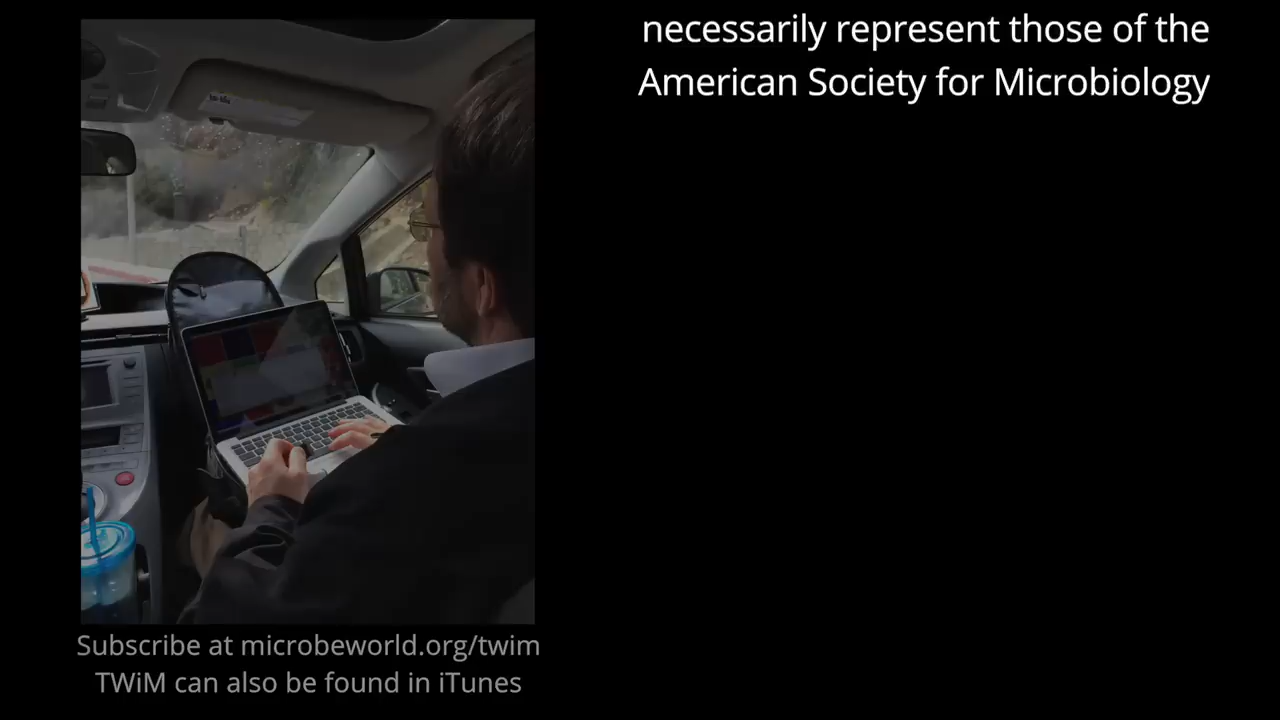 necessarily represent those of the
American Society for Microbiology
Subscribe at microbeworld.org/twim
TWiM can also be found in iTunes